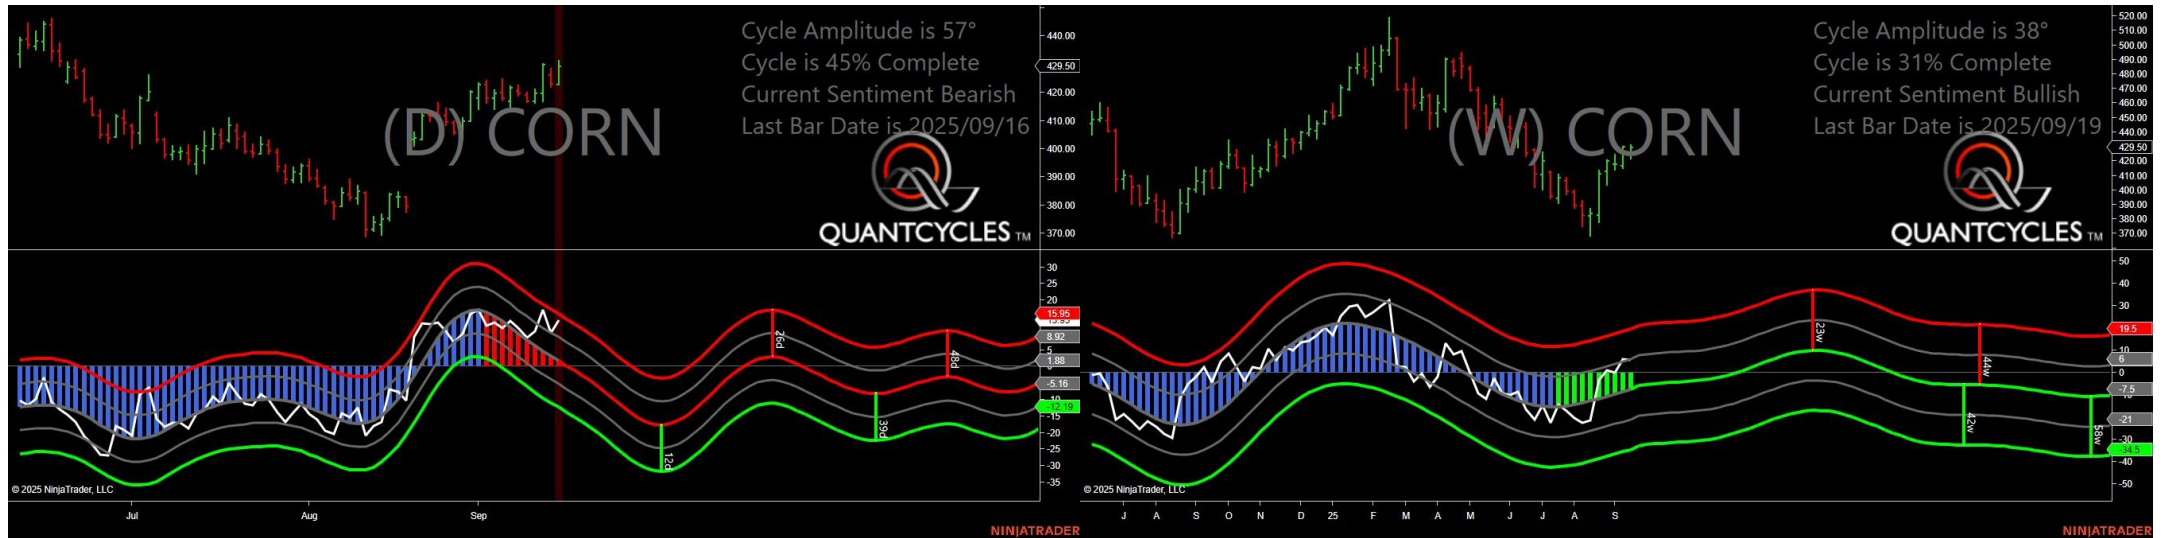 Cycle Amplitude is 57°
Cycle is 45% Complete
Current Sentiment Bearish
Last Bar Date is 2025/09/16
(D) CORN
QUANTCYCLES TM
440.00
429.50
420.00
410.00
400.00
390.00
380.00
370.00
30
25
20
15.95
8.92
5
1.88
-5.16
-12.19
-15
-20
-25
-30
-35
12d
26d
39d
48d
© 2025 NinjaTrader, LLC
Jul Aug Sep
NINJATRADER
Cycle Amplitude is 38°
Cycle is 31% Complete
Current Sentiment Bullish
Last Bar Date is 2025/09/19
(W) CORN
QUANTCYCLES TM
520.00
510.00
500.00
490.00
480.00
470.00
460.00
450.00
440.00
429.50
420.00
410.00
400.00
390.00
380.00
370.00
50
40
30
19.5
10
6
0
-7.5
-21
-30
-34.5
-40
-50
23w
42w
44w
58w
© 2025 NinjaTrader, LLC
J A S O N D 25 F M A M J J A S
NINJATRADER